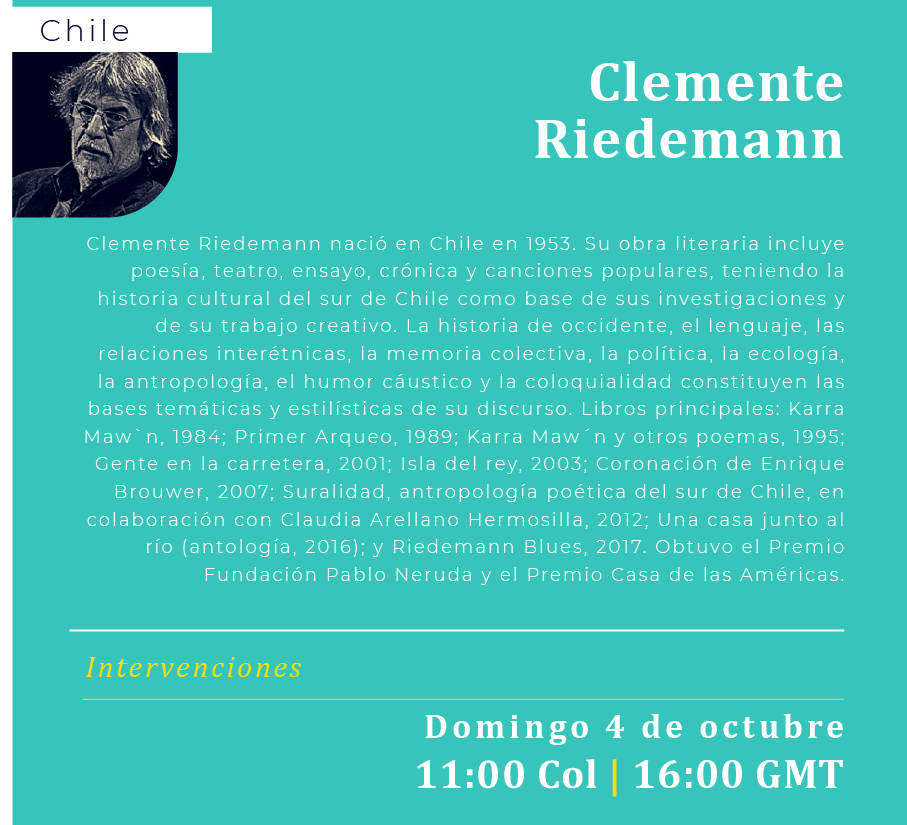 Chile
Clemente
Riedemann
Clemente Riedemann nació en Chile en 1953. Su obra literaria incluye
poesía, teatro, ensayo, crónica y canciones populares, teniendo la
historia cultural del sur de Chile como base de sus investigaciones y
de su trabajo creativo. La historia de occidente, el lenguaje, las
relaciones interétnicas, la memoria colectiva, la política, la ecología,
la antropología, el humor cáustico y la coloquialidad constituyen las
bases temáticas y estilísticas de su discurso. Libros principales: Karra
Maw`n, 1984; Primer Arqueo, 1989; Karra Maw´n y otros poemas, 1995;
Gente en la carretera, 2001; Isla del rey, 2003; Coronación de Enrique
Brouwer, 2007; Suralidad, antropología poética del sur de Chile, en
colaboración con Claudia Arellano Hermosilla, 2012; Una casa junto al
río (antología, 2016); y Riedemann Blues, 2017. Obtuvo el Premio
Fundación Pablo Neruda y el Premio Casa de las Américas.
Intervenciones
Domingo 4 de octubre
11:00 Col | 16:00 GMT